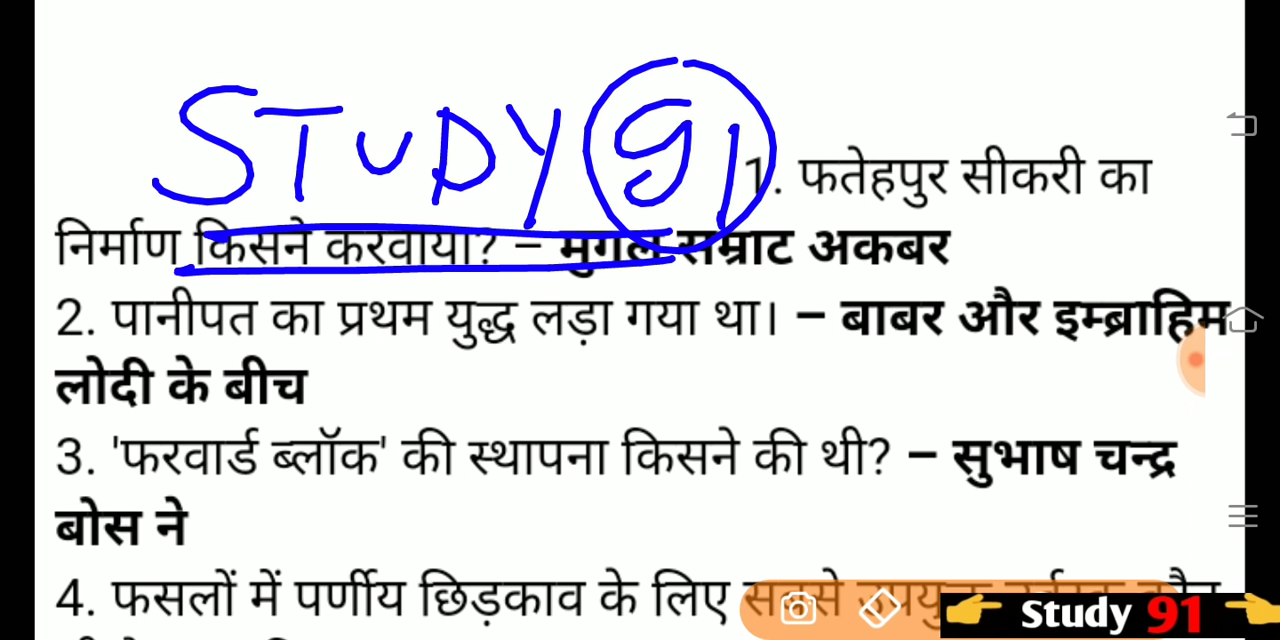 STUDY 91
1. फतेहपुर सीकरी का
निर्माण किसने करवाया? – मुगल सम्राट अकबर
2. पानीपत का प्रथम युद्ध लड़ा गया था। – बाबर और इम्ब्राहिम
लोदी के बीच
3. 'फरवार्ड ब्लॉक' की स्थापना किसने की थी? – सुभाष चन्द्र
बोस ने
4. फसलों में पर्णीय छिड़काव के लिए सबसे
Study 91